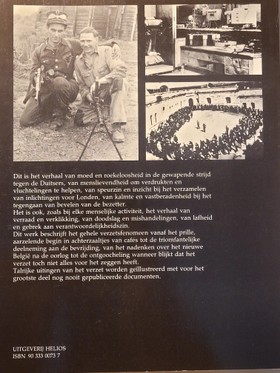 Dit is het verhaal van moed en roekeloosheid in de gewapende strijd
tegen de Duitsers, van menslievendheid om verdrukten en
vluchtelingen te helpen, van speurzin en inzicht bij het verzamelen
van inlichtingen voor Londen, van kalmte en vastberadenheid bij het
tegengaan van bevelen van de bezetter.
Het is ook, zoals bij elke menselijke activiteit, het verhaal van
verraad en verklikking, van doodslag en mishandelingen, van lafheid
en gebrek aan verantwoordelijkheidszin.
Dit werk beschrijft het gehele verzetsfenomeen vanaf het prille,
aarzelende begin in achterzaaltjes van cafés tot de triomfantelijke
deelneming aan de bevrijding, van het nadenken over het nieuwe
België na de oorlog tot de ontgoocheling wanneer blijkt dat het
verzet toch niet alles voor het zeggen heeft.
Talrijke uitingen van het verzet worden geïllustreerd met voor het
grootste deel nog nooit gepubliceerde documenten.
UITGEVERIJ HELIOS
ISBN 90 333 0073 7